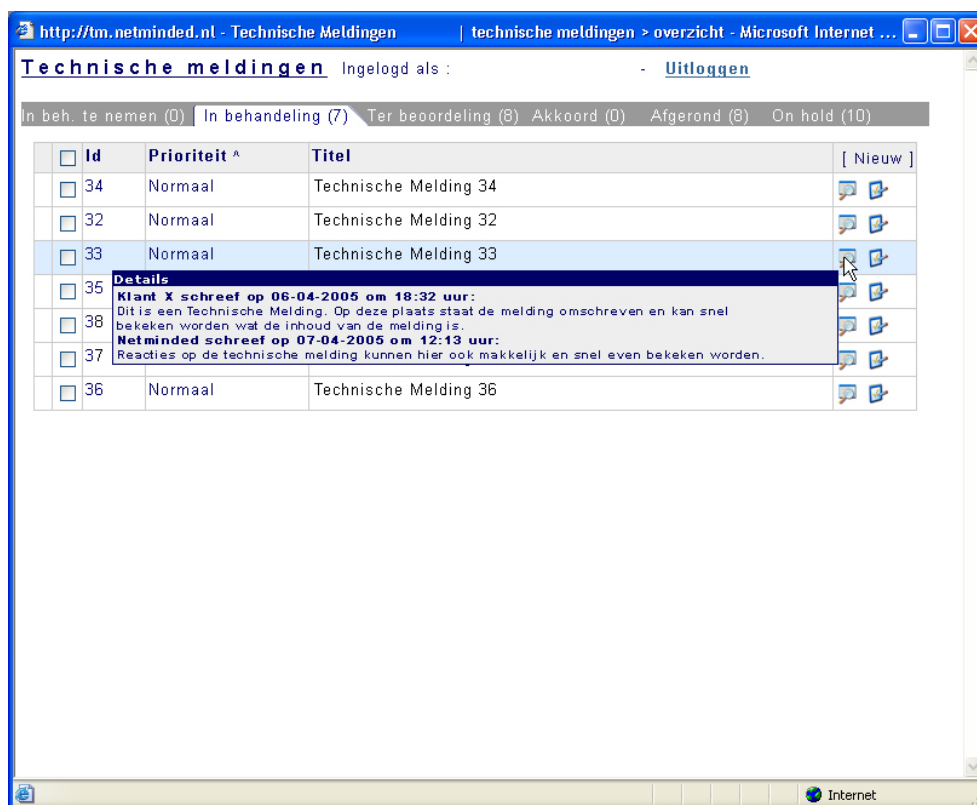 http://tm.netminded.nl - Technische Meldingen | technische meldingen > overzicht - Microsoft Internet ...
Technische meldingen Ingelogd als : - Uitloggen
In beh. te nemen (0) In behandeling (7) Ter beoordeling (8) Akkoord (0) Afgerond (8) On hold (10)
Id Prioriteit ^ Titel [ Nieuw ]
34 Normaal Technische Melding 34
32 Normaal Technische Melding 32
33 Normaal Technische Melding 33
35
Details
Klant X schreef op 06-04-2005 om 18:32 uur:
Dit is een Technische Melding. Op deze plaats staat de melding omschreven en kan snel
38 bekeken worden wat de inhoud van de melding is.
Netminded schreef op 07-04-2005 om 12:13 uur:
37 Reacties op de technische melding kunnen hier ook makkelijk en snel even bekeken worden.
36 Normaal Technische Melding 36
Internet